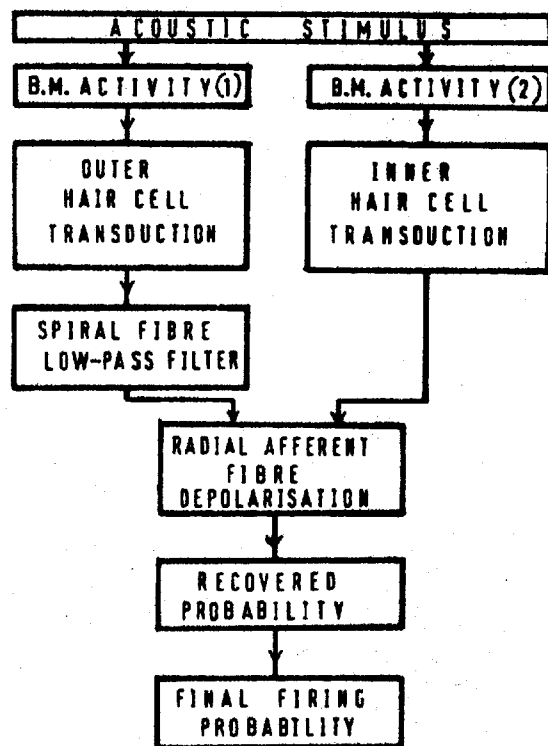 ACOUSTIC STIMULUS
B.M. ACTIVITY(1)
B.M. ACTIVITY(2)
OUTER
HAIR CELL
TRANSDUCTION
INNER
HAIR CELL
TRANSDUCTION
SPIRAL FIBRE
LOW-PASS FILTER
RADIAL AFFERENT
FIBRE
DEPOLARISATION
RECOVERED
PROBABILITY
FINAL FIRING
PROBABILITY